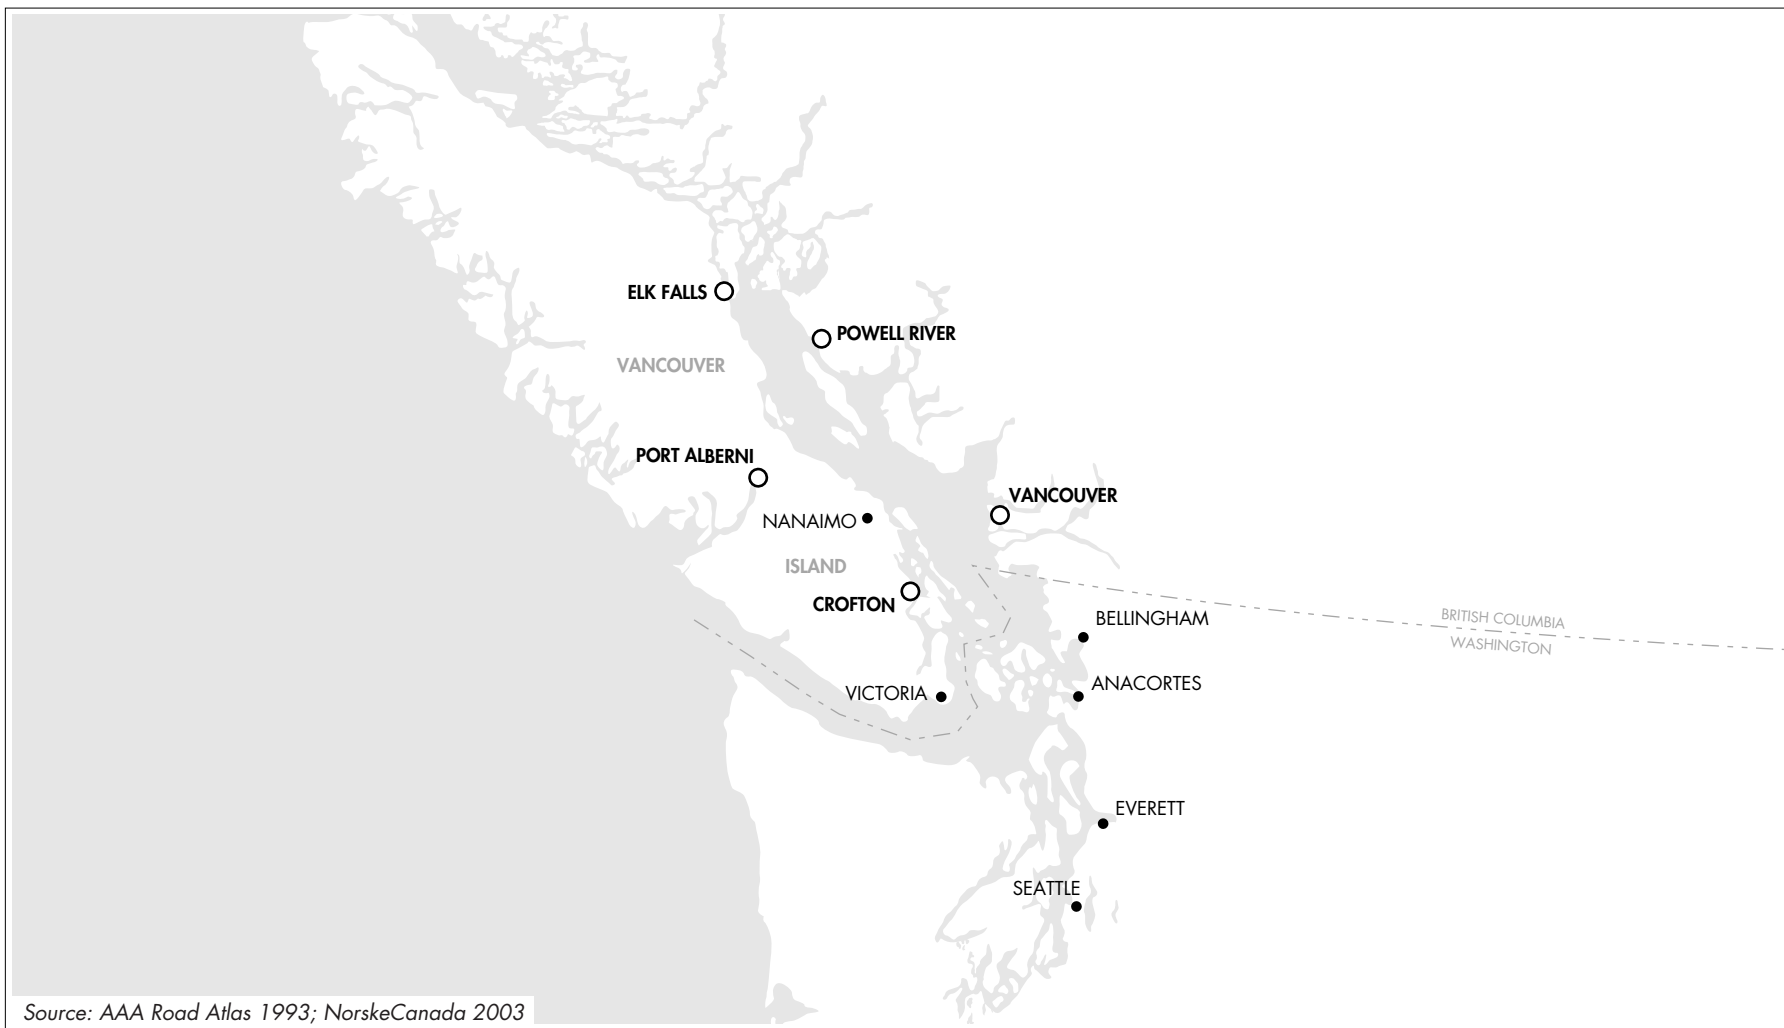 ELK FALLS
POWELL RIVER
VANCOUVER
PORT ALBERNI
VANCOUVER
NANAIMO
ISLAND
CROFTON
BRITISH COLUMBIA
BELLINGHAM
WASHINGTON
ANACORTES
VICTORIA
EVERETT
SEATTLE
Source: AAA Road Atlas 1993; NorskeCanada 2003